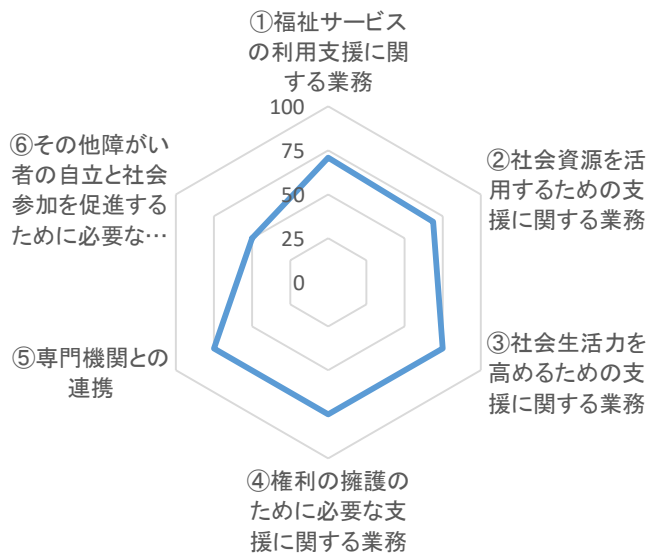 ①福祉サービス
の利用支援に関
する業務
100
75
50
25
0
②社会資源を活
用するための支
援に関する業務
③社会生活力を
高めるための支
援に関する業務
④権利の擁護の
ために必要な支
援に関する業務
⑤専門機関との
連携
⑥その他障がい
者の自立と社会
参加を促進する
ために必要な…